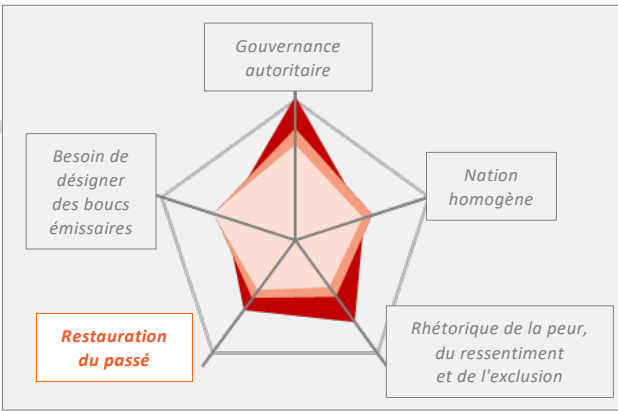 Gouvernance
autoritaire
Besoin de
désigner
des boucs
émissaires
Nation
homogène
Restauration
du passé
Rhétorique de la peur,
du ressentiment
et de l'exclusion